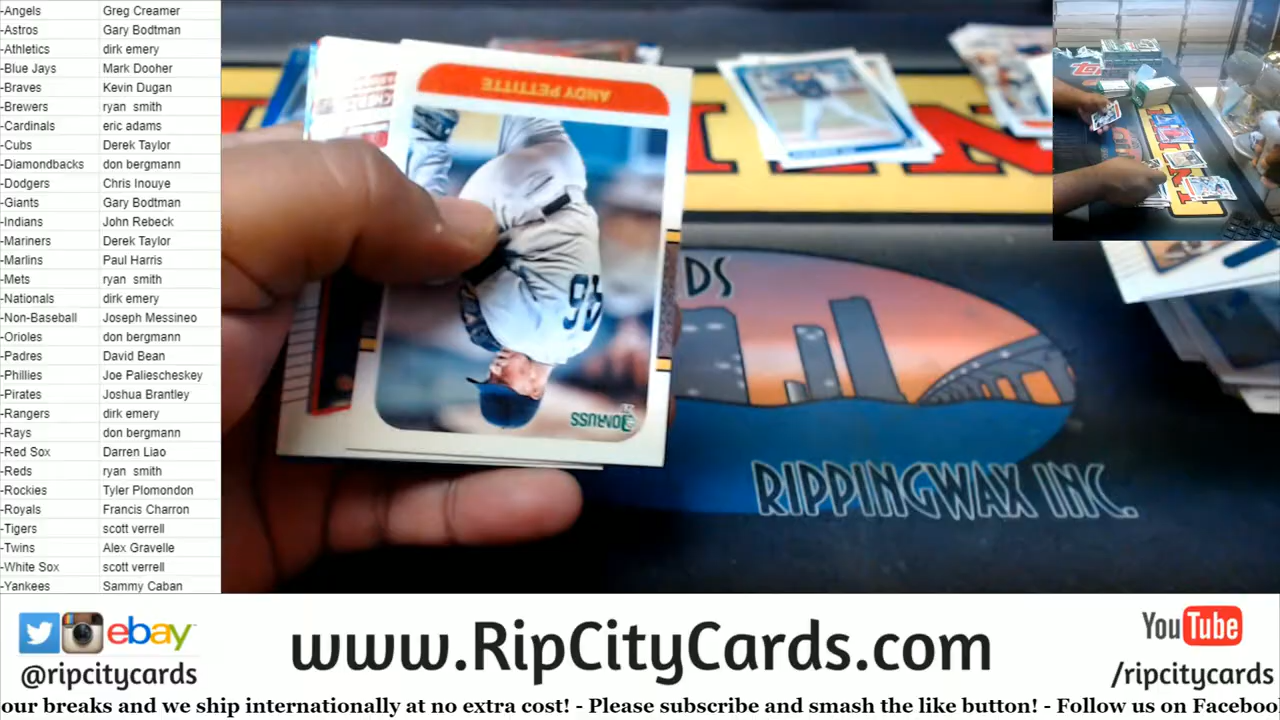 -Angels Greg Creamer
-Astros Gary Bodtman
-Athletics dirk emery
-Blue Jays Mark Dooher
-Braves Kevin Dugan
-Brewers ryan smith
-Cardinals eric adams
-Cubs Derek Taylor
-Diamondbacks don bergmann
-Dodgers Chris Inouye
-Giants Gary Bodtman
-Indians John Rebeck
-Mariners Derek Taylor
-Marlins Paul Harris
-Mets ryan smith
-Nationals dirk emery
-Non-Baseball Joseph Messineo
-Orioles don bergmann
-Padres David Bean
-Phillies Joe Paliescheskey
-Pirates Joshua Brantley
-Rangers dirk emery
-Rays don bergmann
-Red Sox Darren Liao
-Reds ryan smith
-Rockies Tyler Plomondon
-Royals Francis Charron
-Tigers scott verrell
-Twins Alex Gravelle
-White Sox scott verrell
-Yankees Sammy Caban
ANDY PETTITTE
46
DONRUSS
DS
RIPPINGWAX INC.
ebay
@ripcitycards
www.RipCityCards.com
YouTube
/ripcitycards
our breaks and we ship internationally at no extra cost! - Please subscribe and smash the like button! - Follow us on Faceboo